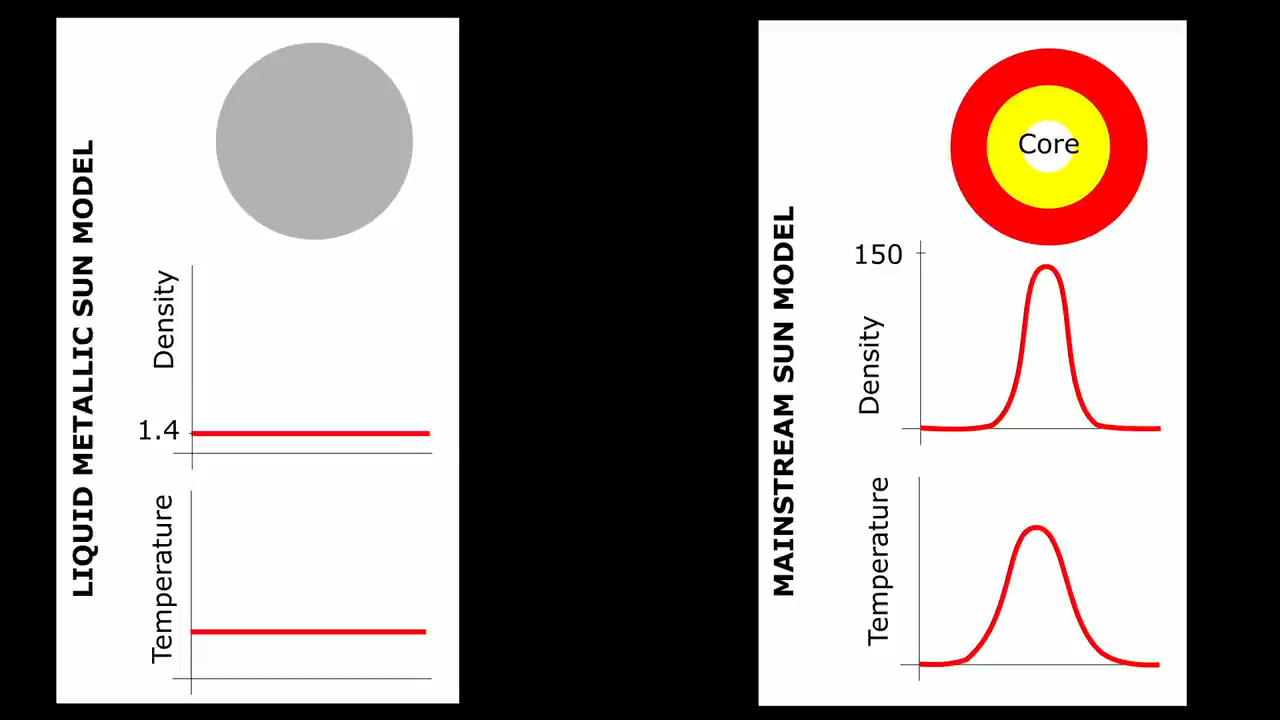 LIQUID METALLIC SUN MODEL
Density
1.4
Temperature
MAINSTREAM SUN MODEL
Core
150
Density
Temperature